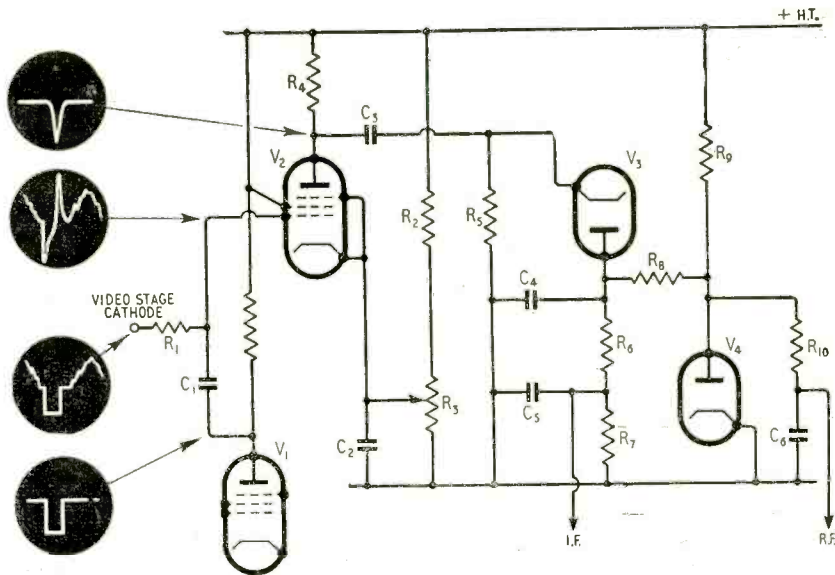 + H.T.
R4
C3
V2
V3
R9
R2
R5
R8
C4
VIDEO STAGE
CATHODE
R1
R6
V4
R10
C1
R3
C5
C2
V1
R7
C6
I.F.
R.F.